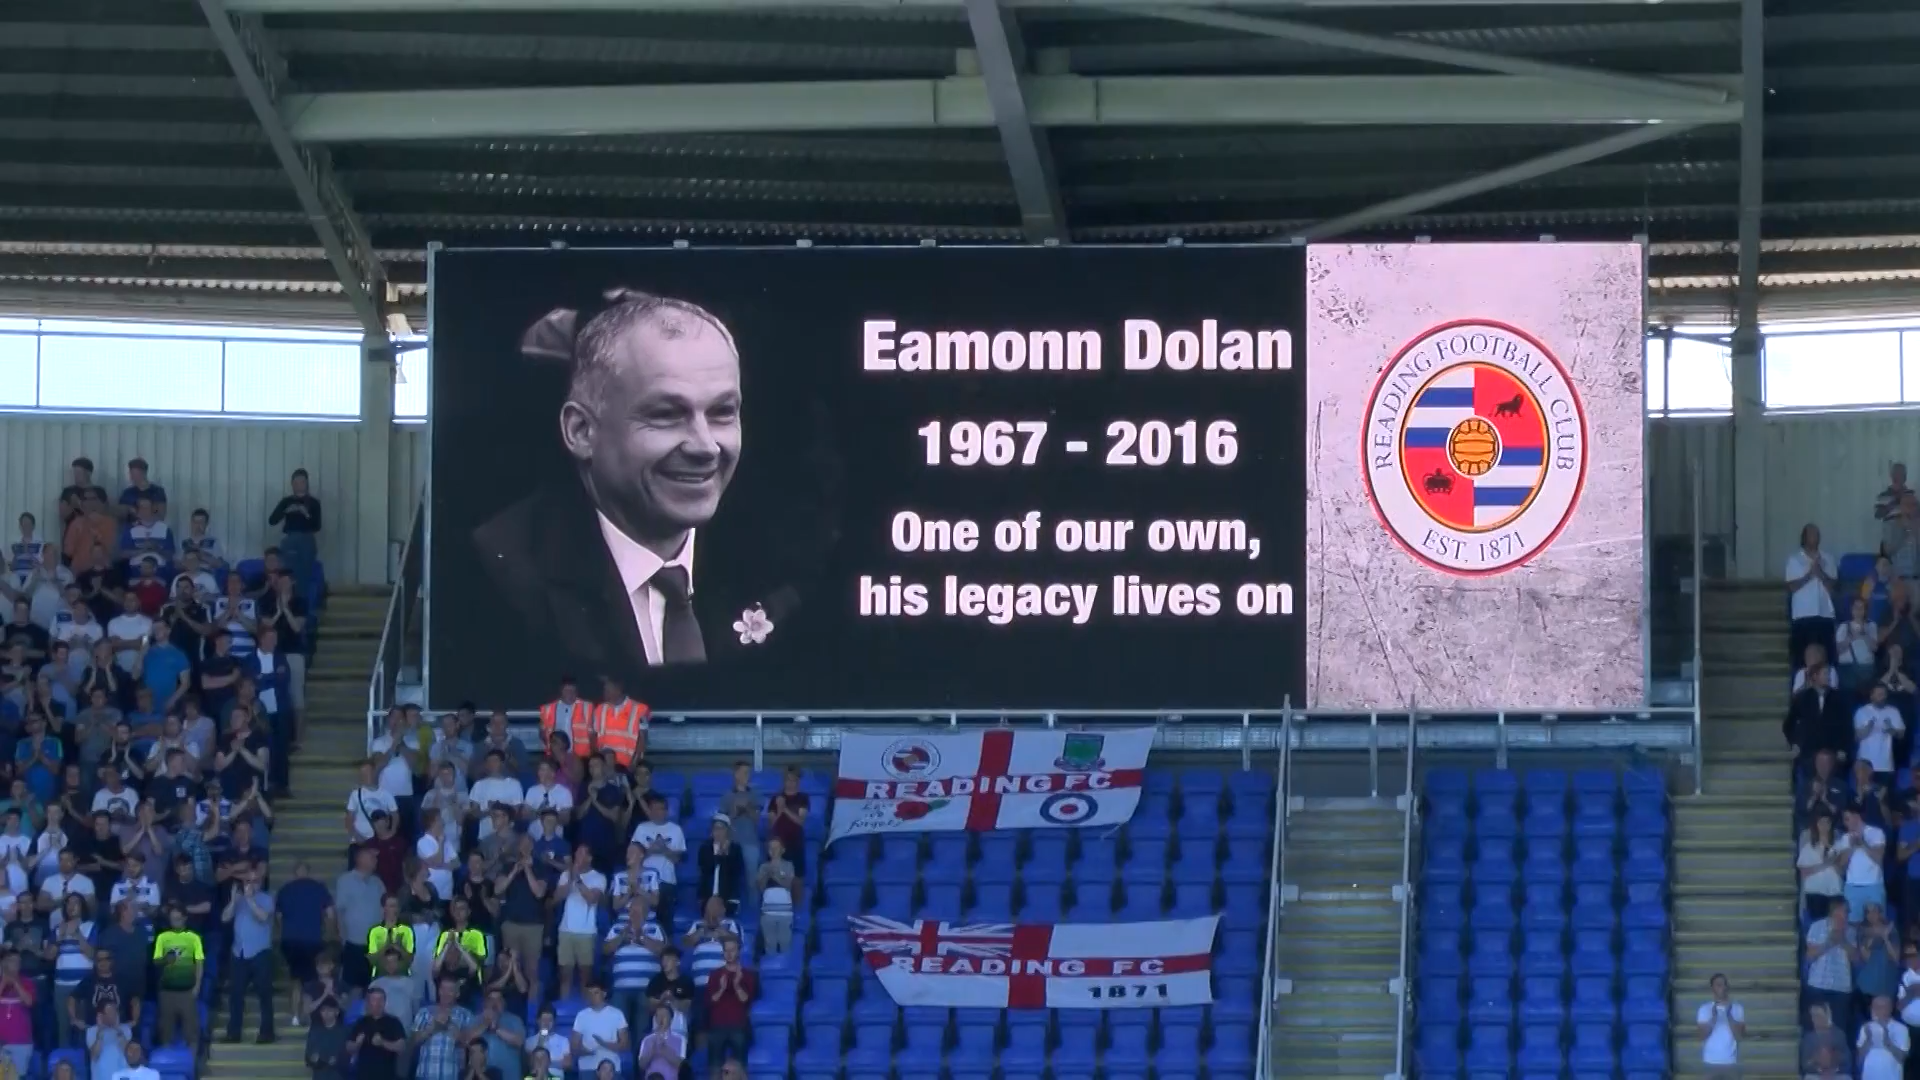 Eamonn Dolan
1967 - 2016
One of our own,
his legacy lives on
READING FOOTBALL CLUB
EST. 1871
READING FC
READING FC
1871